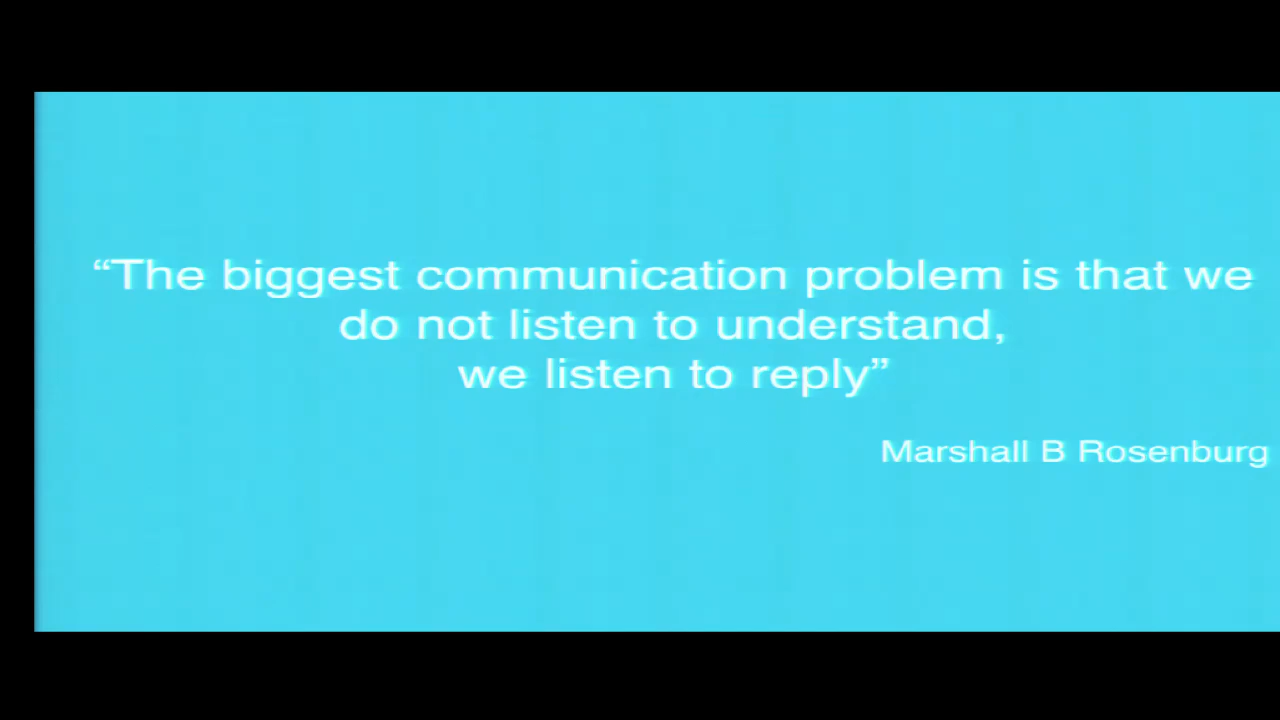 “The biggest communication problem is that we
do not listen to understand,
we listen to reply”
Marshall B Rosenburg